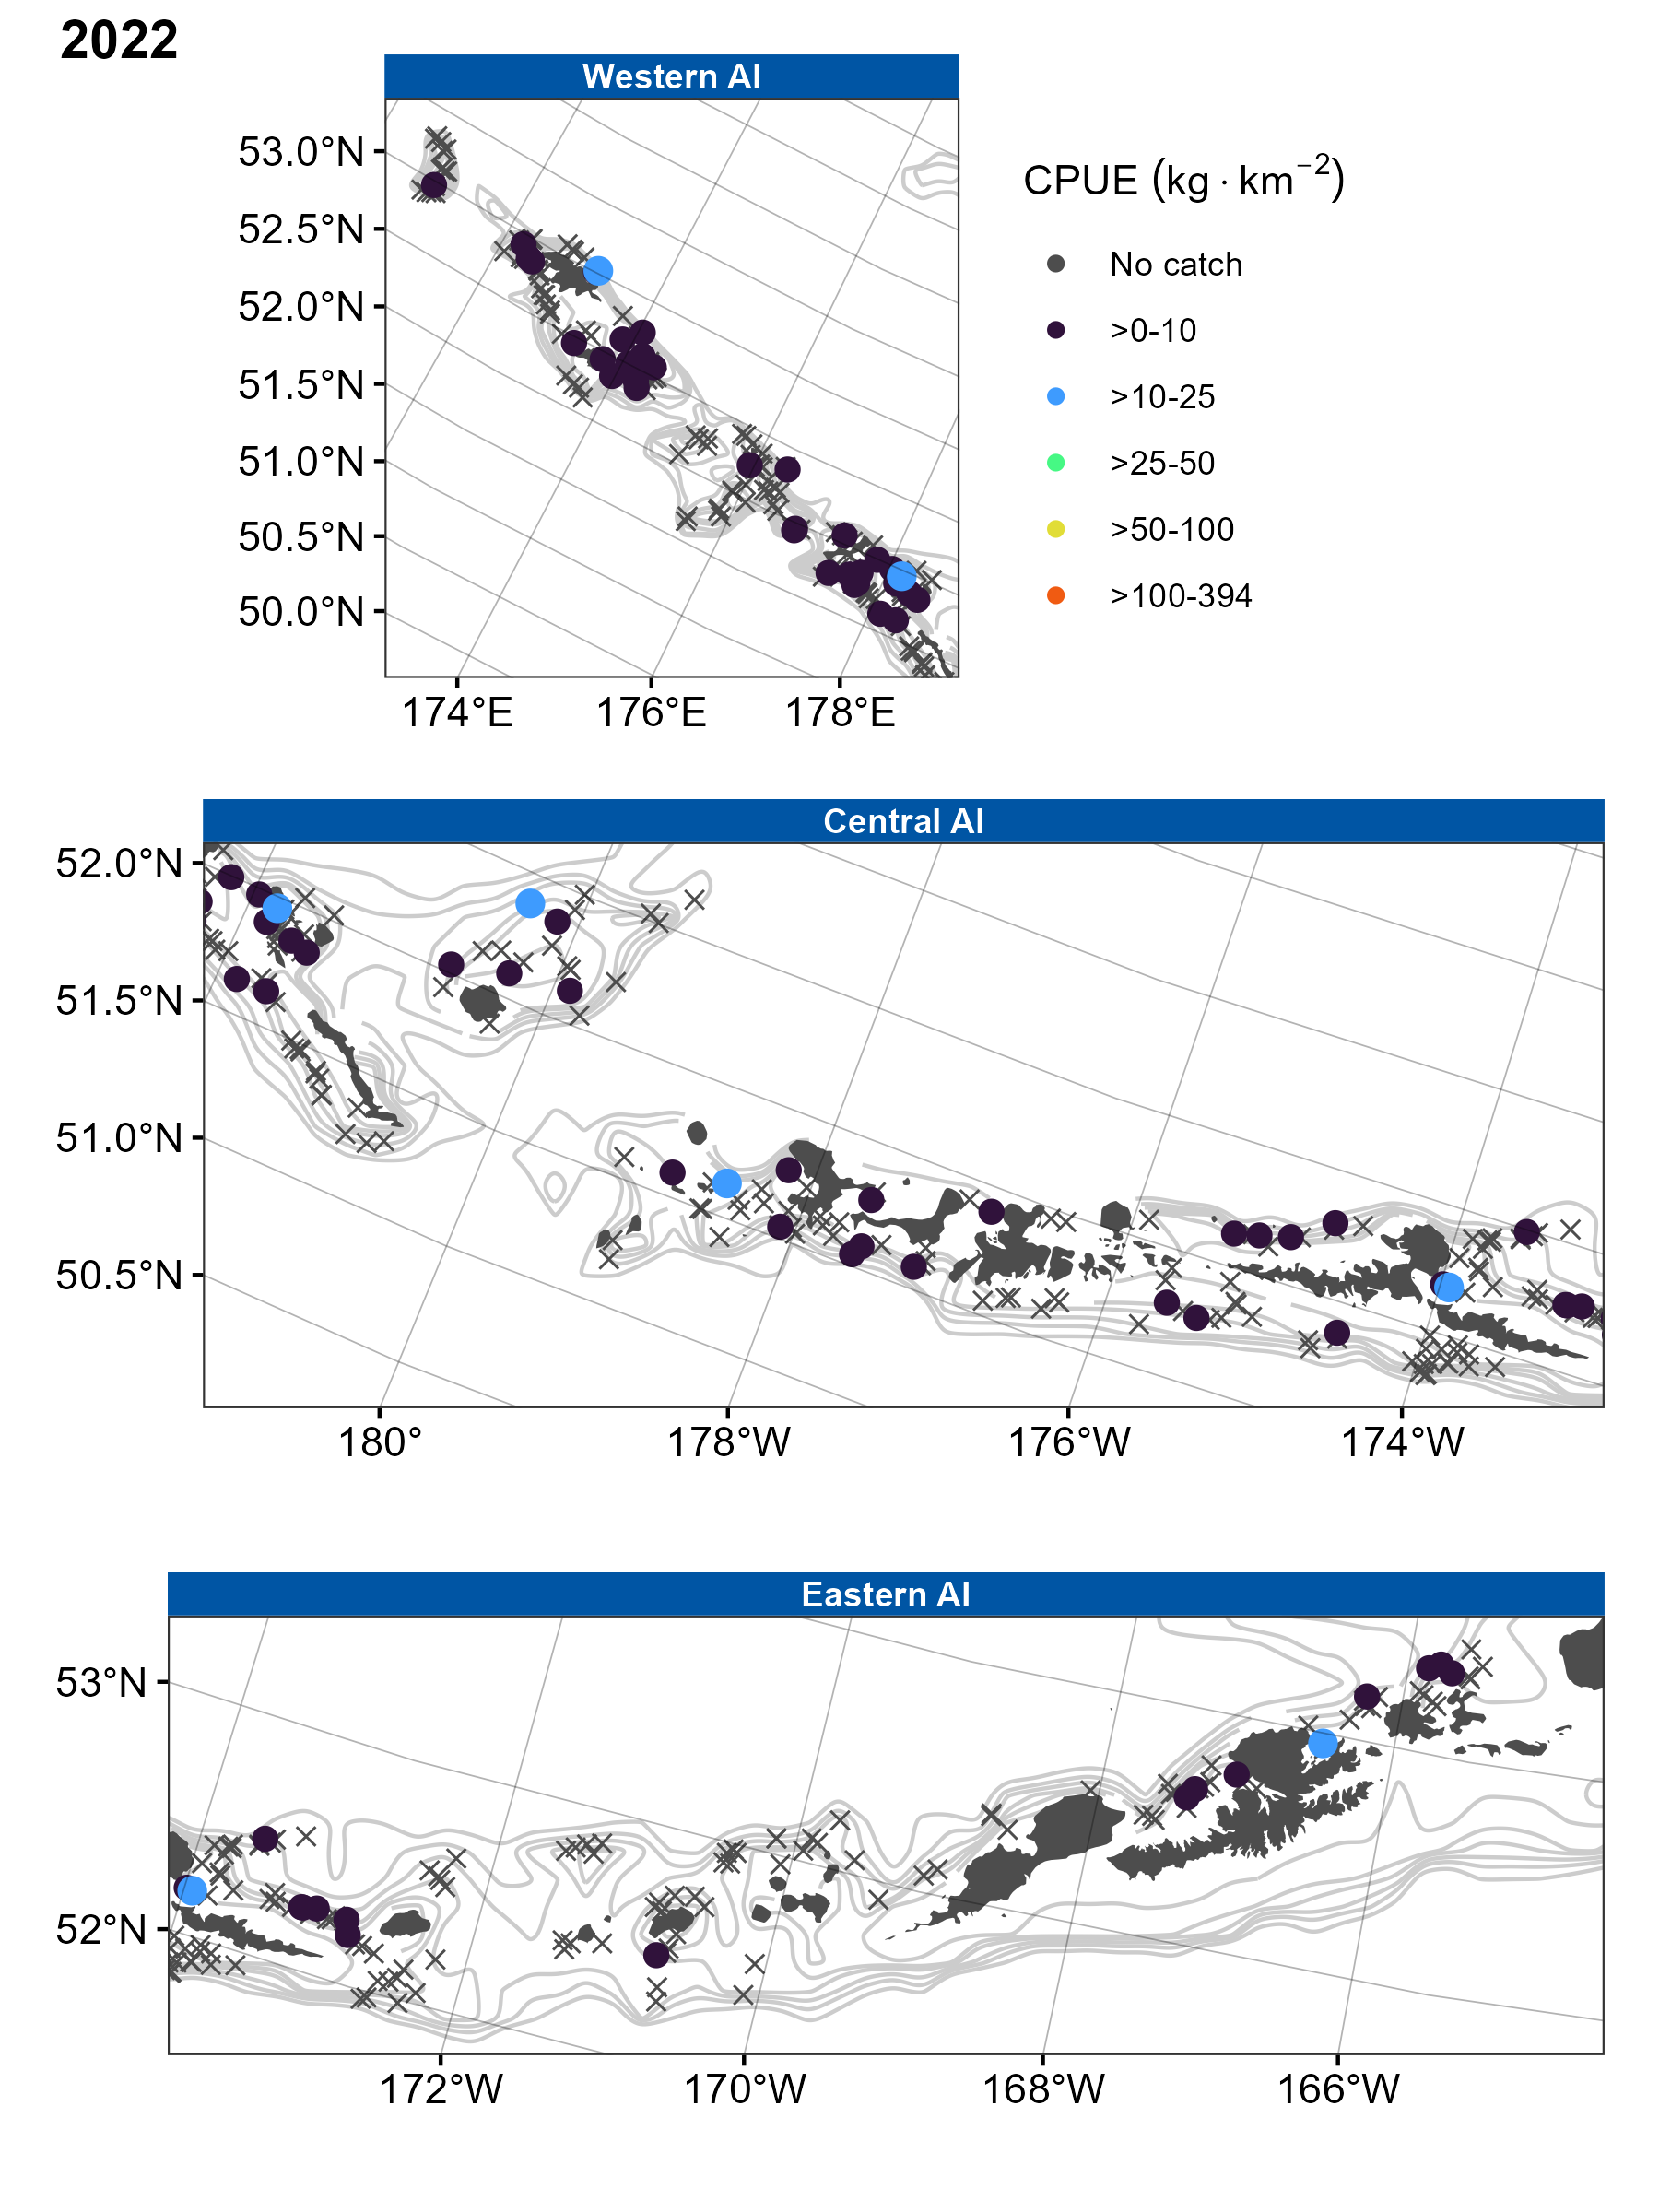 2022
Western AI
53.0°N
52.5°N
52.0°N
51.5°N
51.0°N
50.5°N
50.0°N
174°E 176°E 178°E
CPUE (kg · km⁻²)
No catch
>0-10
>10-25
>25-50
>50-100
>100-394
Central AI
52.0°N
51.5°N
51.0°N
50.5°N
180° 178°W 176°W 174°W
Eastern AI
53°N
52°N
172°W 170°W 168°W 166°W